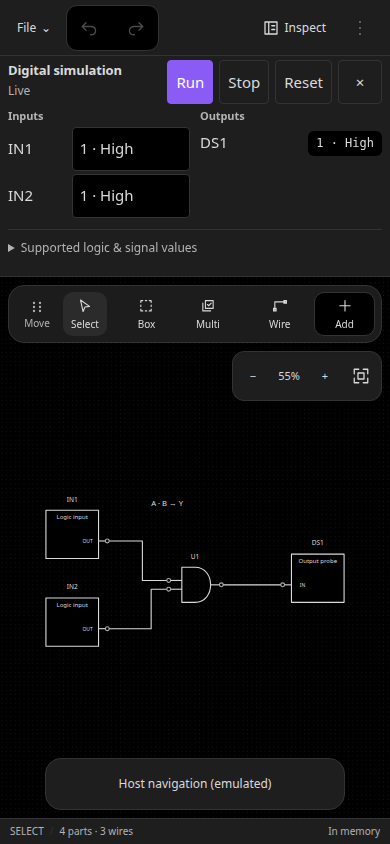 File
Inspect
Digital simulation
Live
Run
Stop
Reset
×
Inputs
Outputs
IN1
1 · High
DS1
1 · High
IN2
1 · High
Supported logic & signal values
Move
Select
Box
Multi
Wire
Add
−
55%
+
IN1
A · B → Y
Logic input
OUT
U1
DS1
Output probe
IN
IN2
Logic input
OUT
Host navigation (emulated)
SELECT / 4 parts · 3 wires
In memory